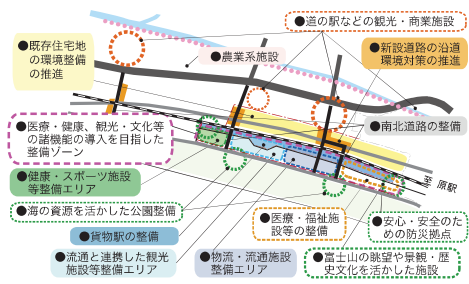 ●道の駅などの観光・商業施設
●既存住宅地
の環境整備
の推進
●農業系施設
●新設道路の沿道
環境対策の推進
●医療・健康、観光・文化等
の諸機能の導入を目指した
整備ゾーン
●南北道路の整備
●健康・スポーツ施設
等整備エリア
至 原駅
●海の資源を活かした公園整備
●医療・福祉施
設等の整備
●安心・安全のた
めの防災拠点
●貨物駅の整備
●流通と連携した観光
施設等整備エリア
●物流・流通施設
整備エリア
●富士山の眺望や景観・歴
史文化を活かした施設